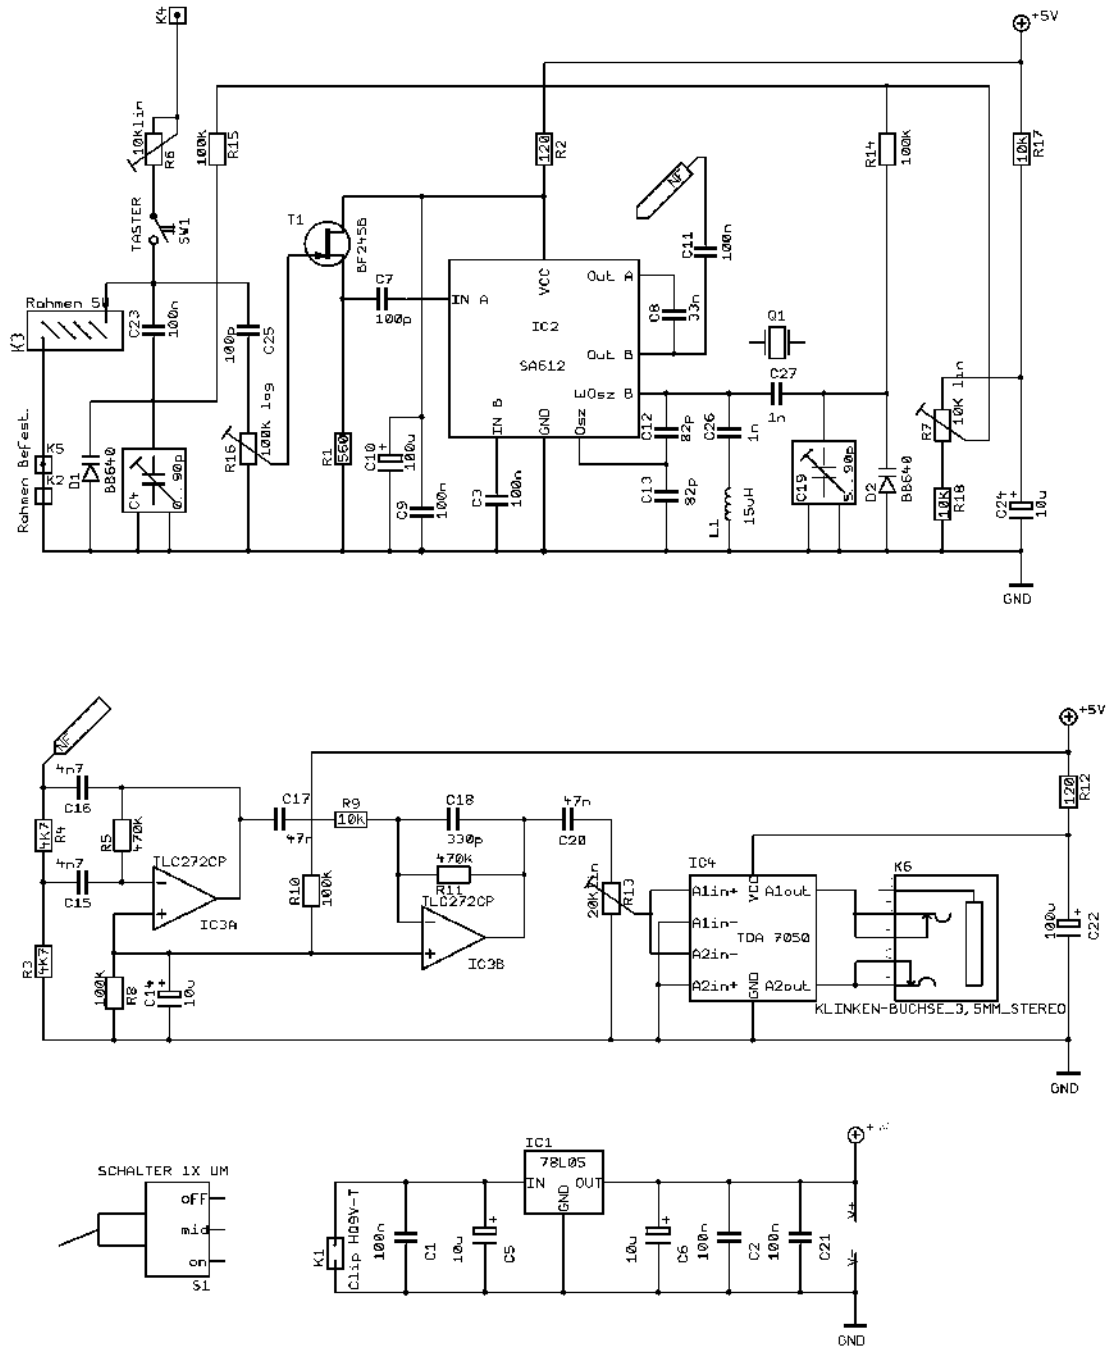 K4
+5V
10Klin
R6
100K
R15
120
R2
NF
R14
100K
10k
R17
TASTER
SW1
T1
BF245B
C11
100n
C7
100p
IN A
VCC
Out A
IC2
SA612
C8
33n
Out B
Q1
Rahmen 5W
K3
C23
100n
100p
C25
WOsz B
C27
1n
IN B
GND
Osz
C12
82p
C26
1n
R7
10K lin
Rahmen Befest.
K5
K2
D1
BB640
C4
90p
R16
100k log
R1
560
C10
+
100u
C9
100n
C3
100n
C13
82p
L1
15uH
C19
5..90p
D2
BB640
10K
R18
C24
+
10u
GND
NF
+5V
4n7
C16
4K7
R4
R5
470K
4n7
C15
TLC272CP
IC3A
C17
47n
R9
10k
C18
330p
470k
R11
TLC272CP
IC3B
47n
C20
20Klin
R13
R10
100k
120
R12
IC4
VCC
A1in+
A1out
A1in-
TDA 7050
A2in-
A2in+
GND
A2out
K6
KLINKEN-BUCHSE_3,5MM_STEREO
100u
+
C22
R3
4K7
100K
R8
C14
+
10u
GND
SCHALTER 1X UM
off
mid
on
S1
K1
Clip HQ9V-T
100n
C1
10u
+
C5
IC1
78L05
IN
OUT
GND
10u
+
C6
100n
C2
100n
C21
V+
V-
GND